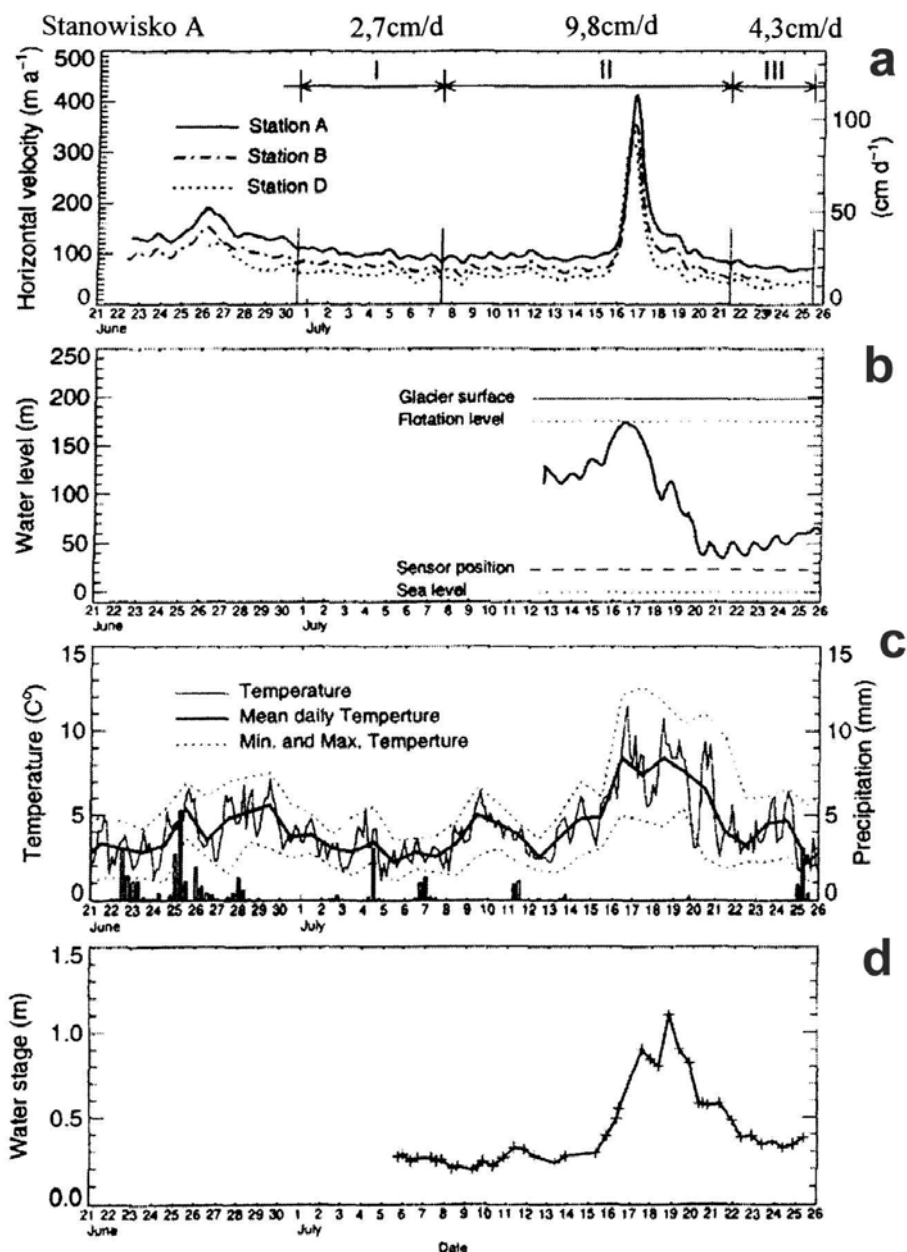 Stanowisko A 2,7cm/d 9,8cm/d 4,3cm/d
a
I II III
500
400
300
200
100
0
Horizontal velocity (m a⁻¹)
Station A
Station B
Station D
100
50
0
(cm d⁻¹)
21 22 23 24 25 26 27 28 29 30 1 2 3 4 5 6 7 8 9 10 11 12 13 14 15 16 17 18 19 20 21 22 23 24 25 26
June July
b
250
200
150
100
50
0
Water level (m)
Glacier surface
Flotation level
Sensor position
Sea level
21 22 23 24 25 26 27 28 29 30 1 2 3 4 5 6 7 8 9 10 11 12 13 14 15 16 17 18 19 20 21 22 23 24 25 26
June July
c
15
10
5
0
Temperature (C°)
Temperature
Mean daily Temperture
Min. and Max. Temperture
15
10
5
0
Precipitation (mm)
21 22 23 24 25 26 27 28 29 30 1 2 3 4 5 6 7 8 9 10 11 12 13 14 15 16 17 18 19 20 21 22 23 24 25 26
June July
d
1.5
1.0
0.5
0.0
Water stage (m)
21 22 23 24 25 26 27 28 29 30 1 2 3 4 5 6 7 8 9 10 11 12 13 14 15 16 17 18 19 20 21 22 23 24 25 26
June July
Date